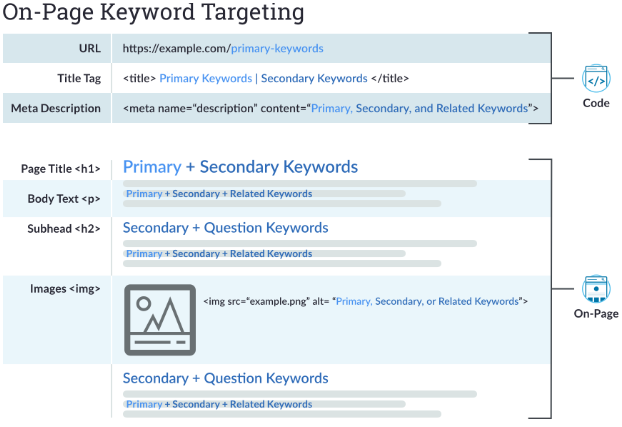 On-Page Keyword Targeting
URL https://example.com/primary-keywords
Title Tag <title> Primary Keywords | Secondary Keywords </title>
Meta Description <meta name="description" content="Primary, Secondary, and Related Keywords">
Code
Page Title <h1> Primary + Secondary Keywords
Body Text <p> Primary + Secondary + Related Keywords
Subhead <h2> Secondary + Question Keywords
Primary + Secondary + Related Keywords
Images <img> <img src="example.png" alt= "Primary, Secondary, or Related Keywords">
On-Page
Secondary + Question Keywords
Primary + Secondary + Related Keywords